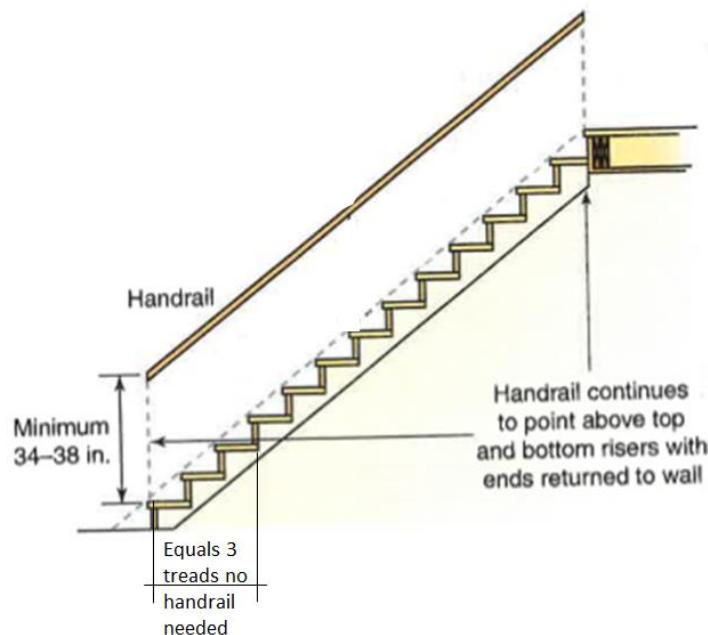 Handrail
Minimum
34–38 in.
Handrail continues
to point above top
and bottom risers with
ends returned to wall
Equals 3
treads no
handrail
needed